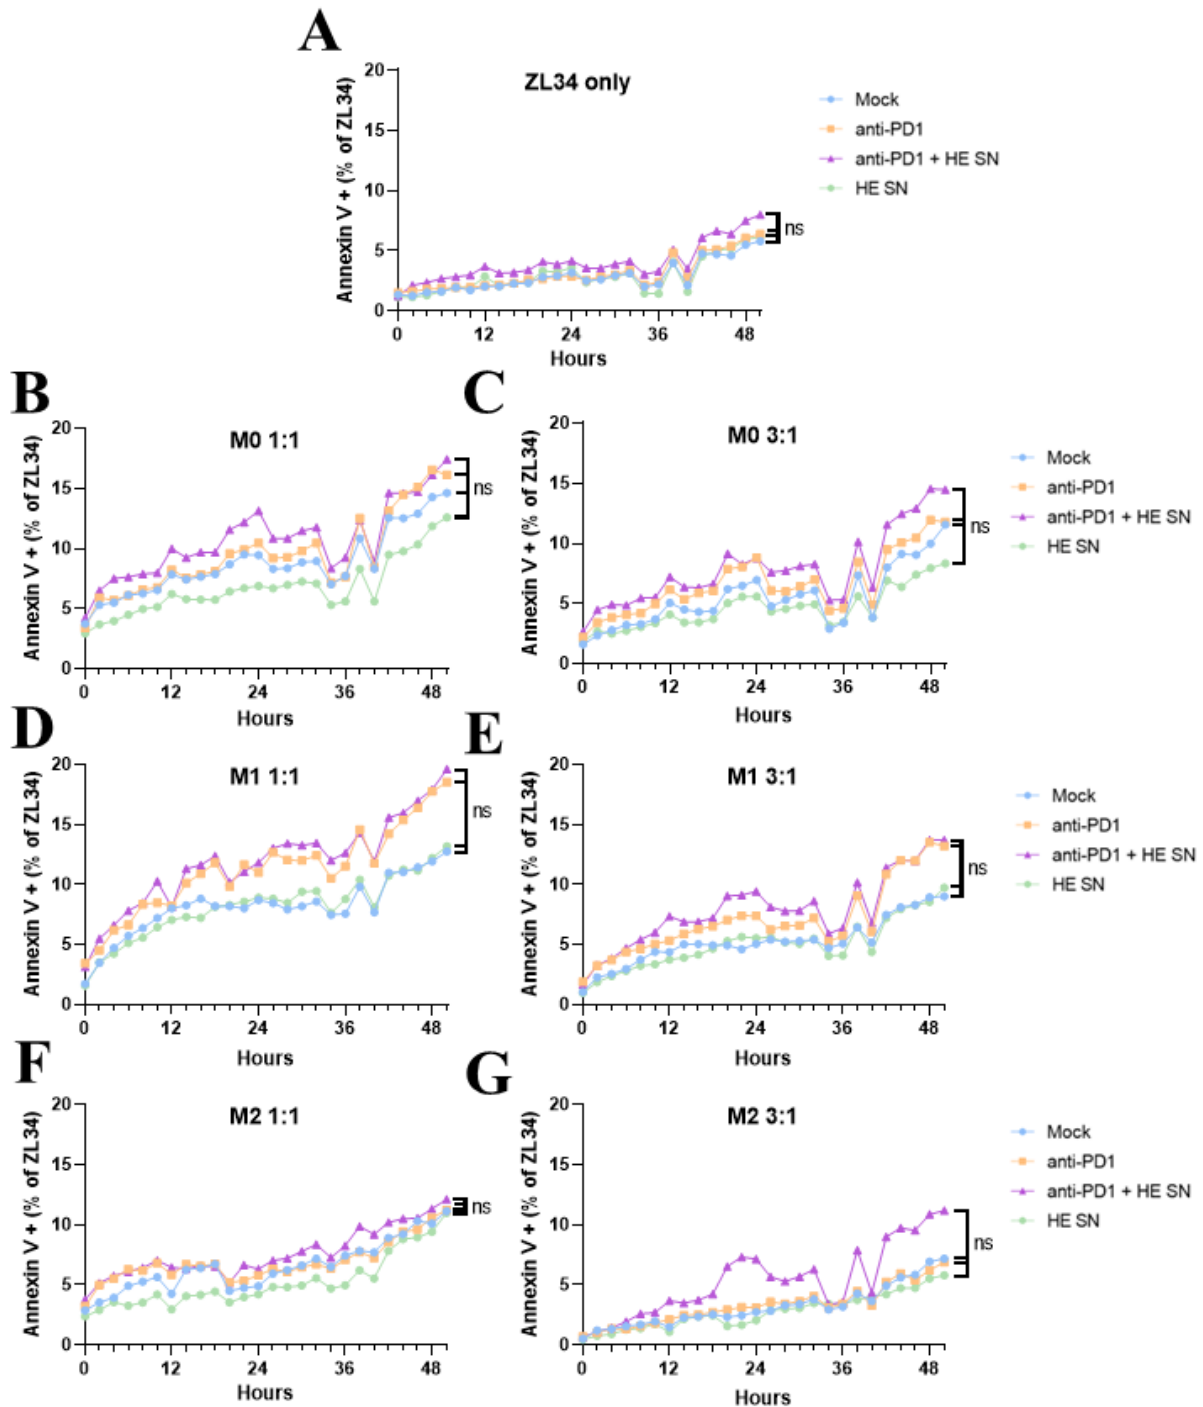 A
ZL34 only
Annexin V + (% of ZL34)
20
15
10
5
0
0 12 24 36 48
Hours
ns
Mock
anti-PD1
anti-PD1 + HE SN
HE SN
B
M0 1:1
Annexin V + (% of ZL34)
20
15
10
5
0
0 12 24 36 48
Hours
ns
C
M0 3:1
Annexin V + (% of ZL34)
20
15
10
5
0
0 12 24 36 48
Hours
ns
Mock
anti-PD1
anti-PD1 + HE SN
HE SN
D
M1 1:1
Annexin V + (% of ZL34)
20
15
10
5
0
0 12 24 36 48
Hours
ns
E
M1 3:1
Annexin V + (% of ZL34)
20
15
10
5
0
0 12 24 36 48
Hours
ns
Mock
anti-PD1
anti-PD1 + HE SN
HE SN
F
M2 1:1
Annexin V + (% of ZL34)
20
15
10
5
0
0 12 24 36 48
Hours
ns
G
M2 3:1
Annexin V + (% of ZL34)
20
15
10
5
0
0 12 24 36 48
Hours
ns
Mock
anti-PD1
anti-PD1 + HE SN
HE SN